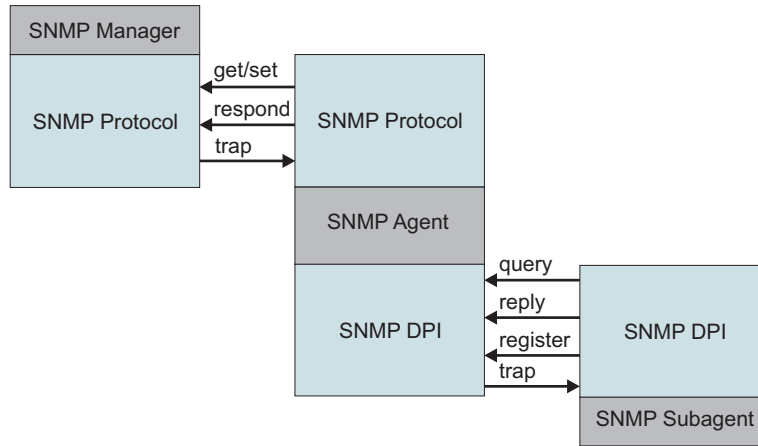 SNMP Manager
SNMP Protocol
get/set
respond
trap
SNMP Protocol
SNMP Agent
SNMP DPI
query
reply
register
trap
SNMP DPI
SNMP Subagent